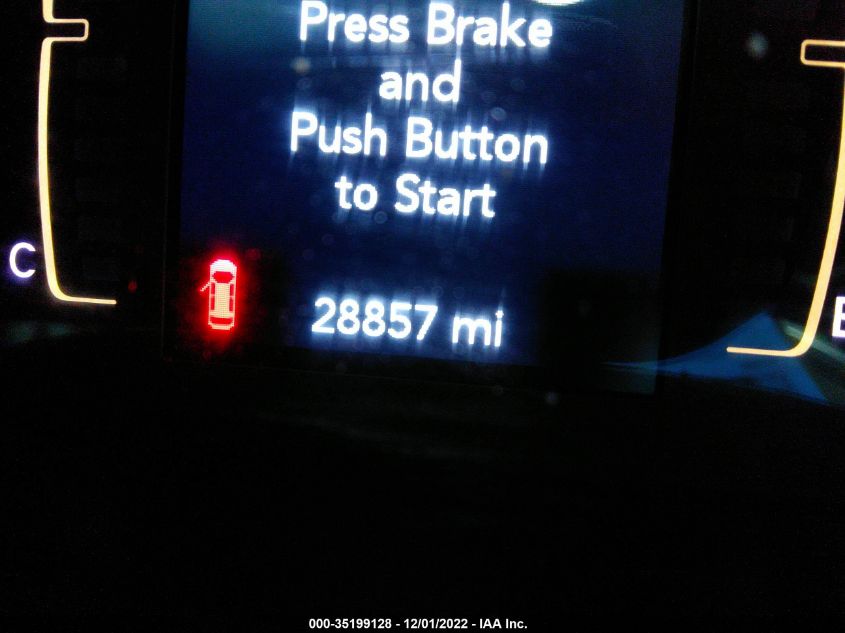 Press Brake
and
Push Button
to Start
C
28857 mi
E
000-35199128 - 12/01/2022 - IAA Inc.